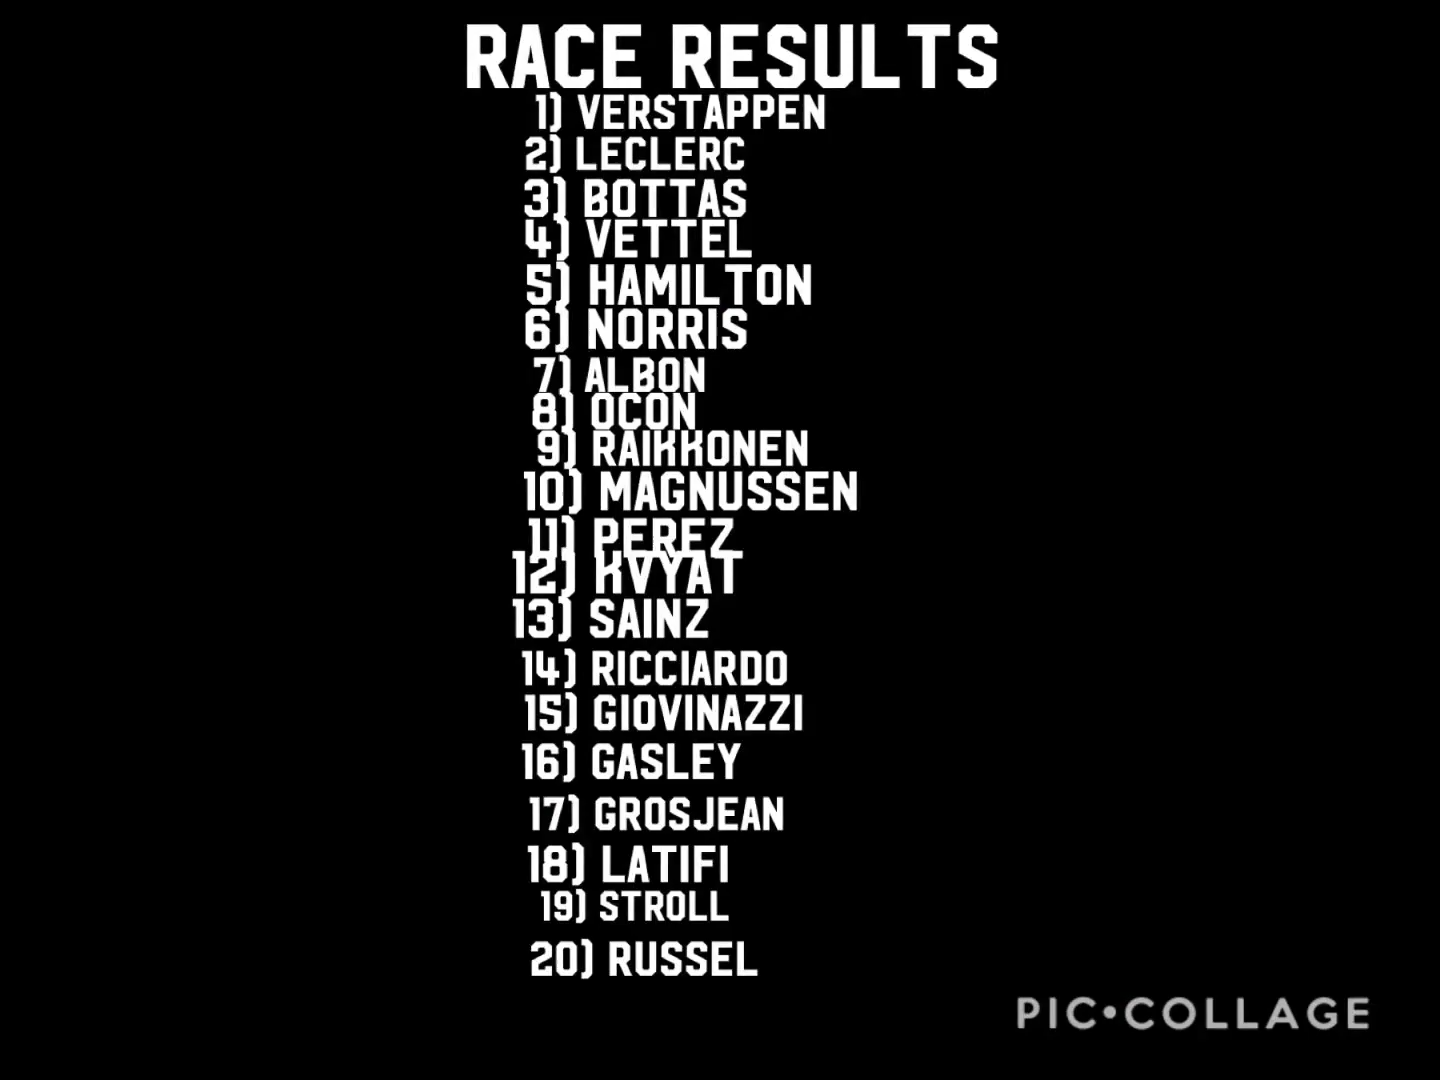 RACE RESULTS
1) VERSTAPPEN
2) LECLERC
3) BOTTAS
4) VETTEL
5) HAMILTON
6) NORRIS
7) ALBON
8) OCON
9) RAIKKONEN
10) MAGNUSSEN
11) PEREZ
12) KVYAT
13) SAINZ
14) RICCIARDO
15) GIOVINAZZI
16) GASLEY
17) GROSJEAN
18) LATIFI
19) STROLL
20) RUSSEL
PIC•COLLAGE